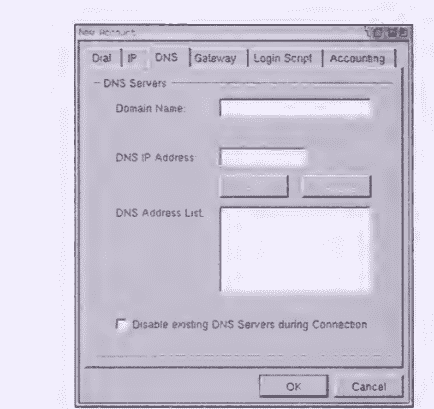 New Account
Dial IP DNS Gateway Login Script Accounting
DNS Servers
Domain Name:
DNS IP Address
DNS Address List
Disable existing DNS Servers during Connection
OK Cancel